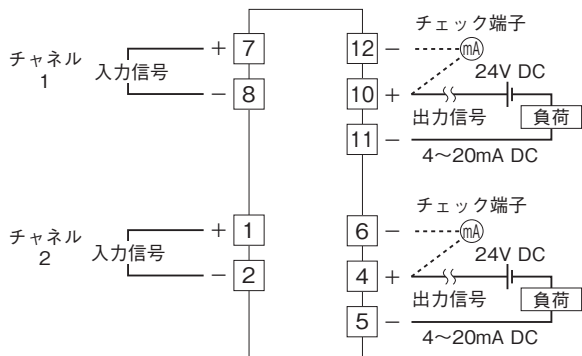 チャネル
1
入力信号
+ 7
− 8
12 −
10 +
11 −
チェック端子
mA
24V DC
出力信号
負荷
4〜20mA DC
チャネル
2
入力信号
+ 1
− 2
6 −
4 +
5 −
チェック端子
mA
24V DC
出力信号
負荷
4〜20mA DC